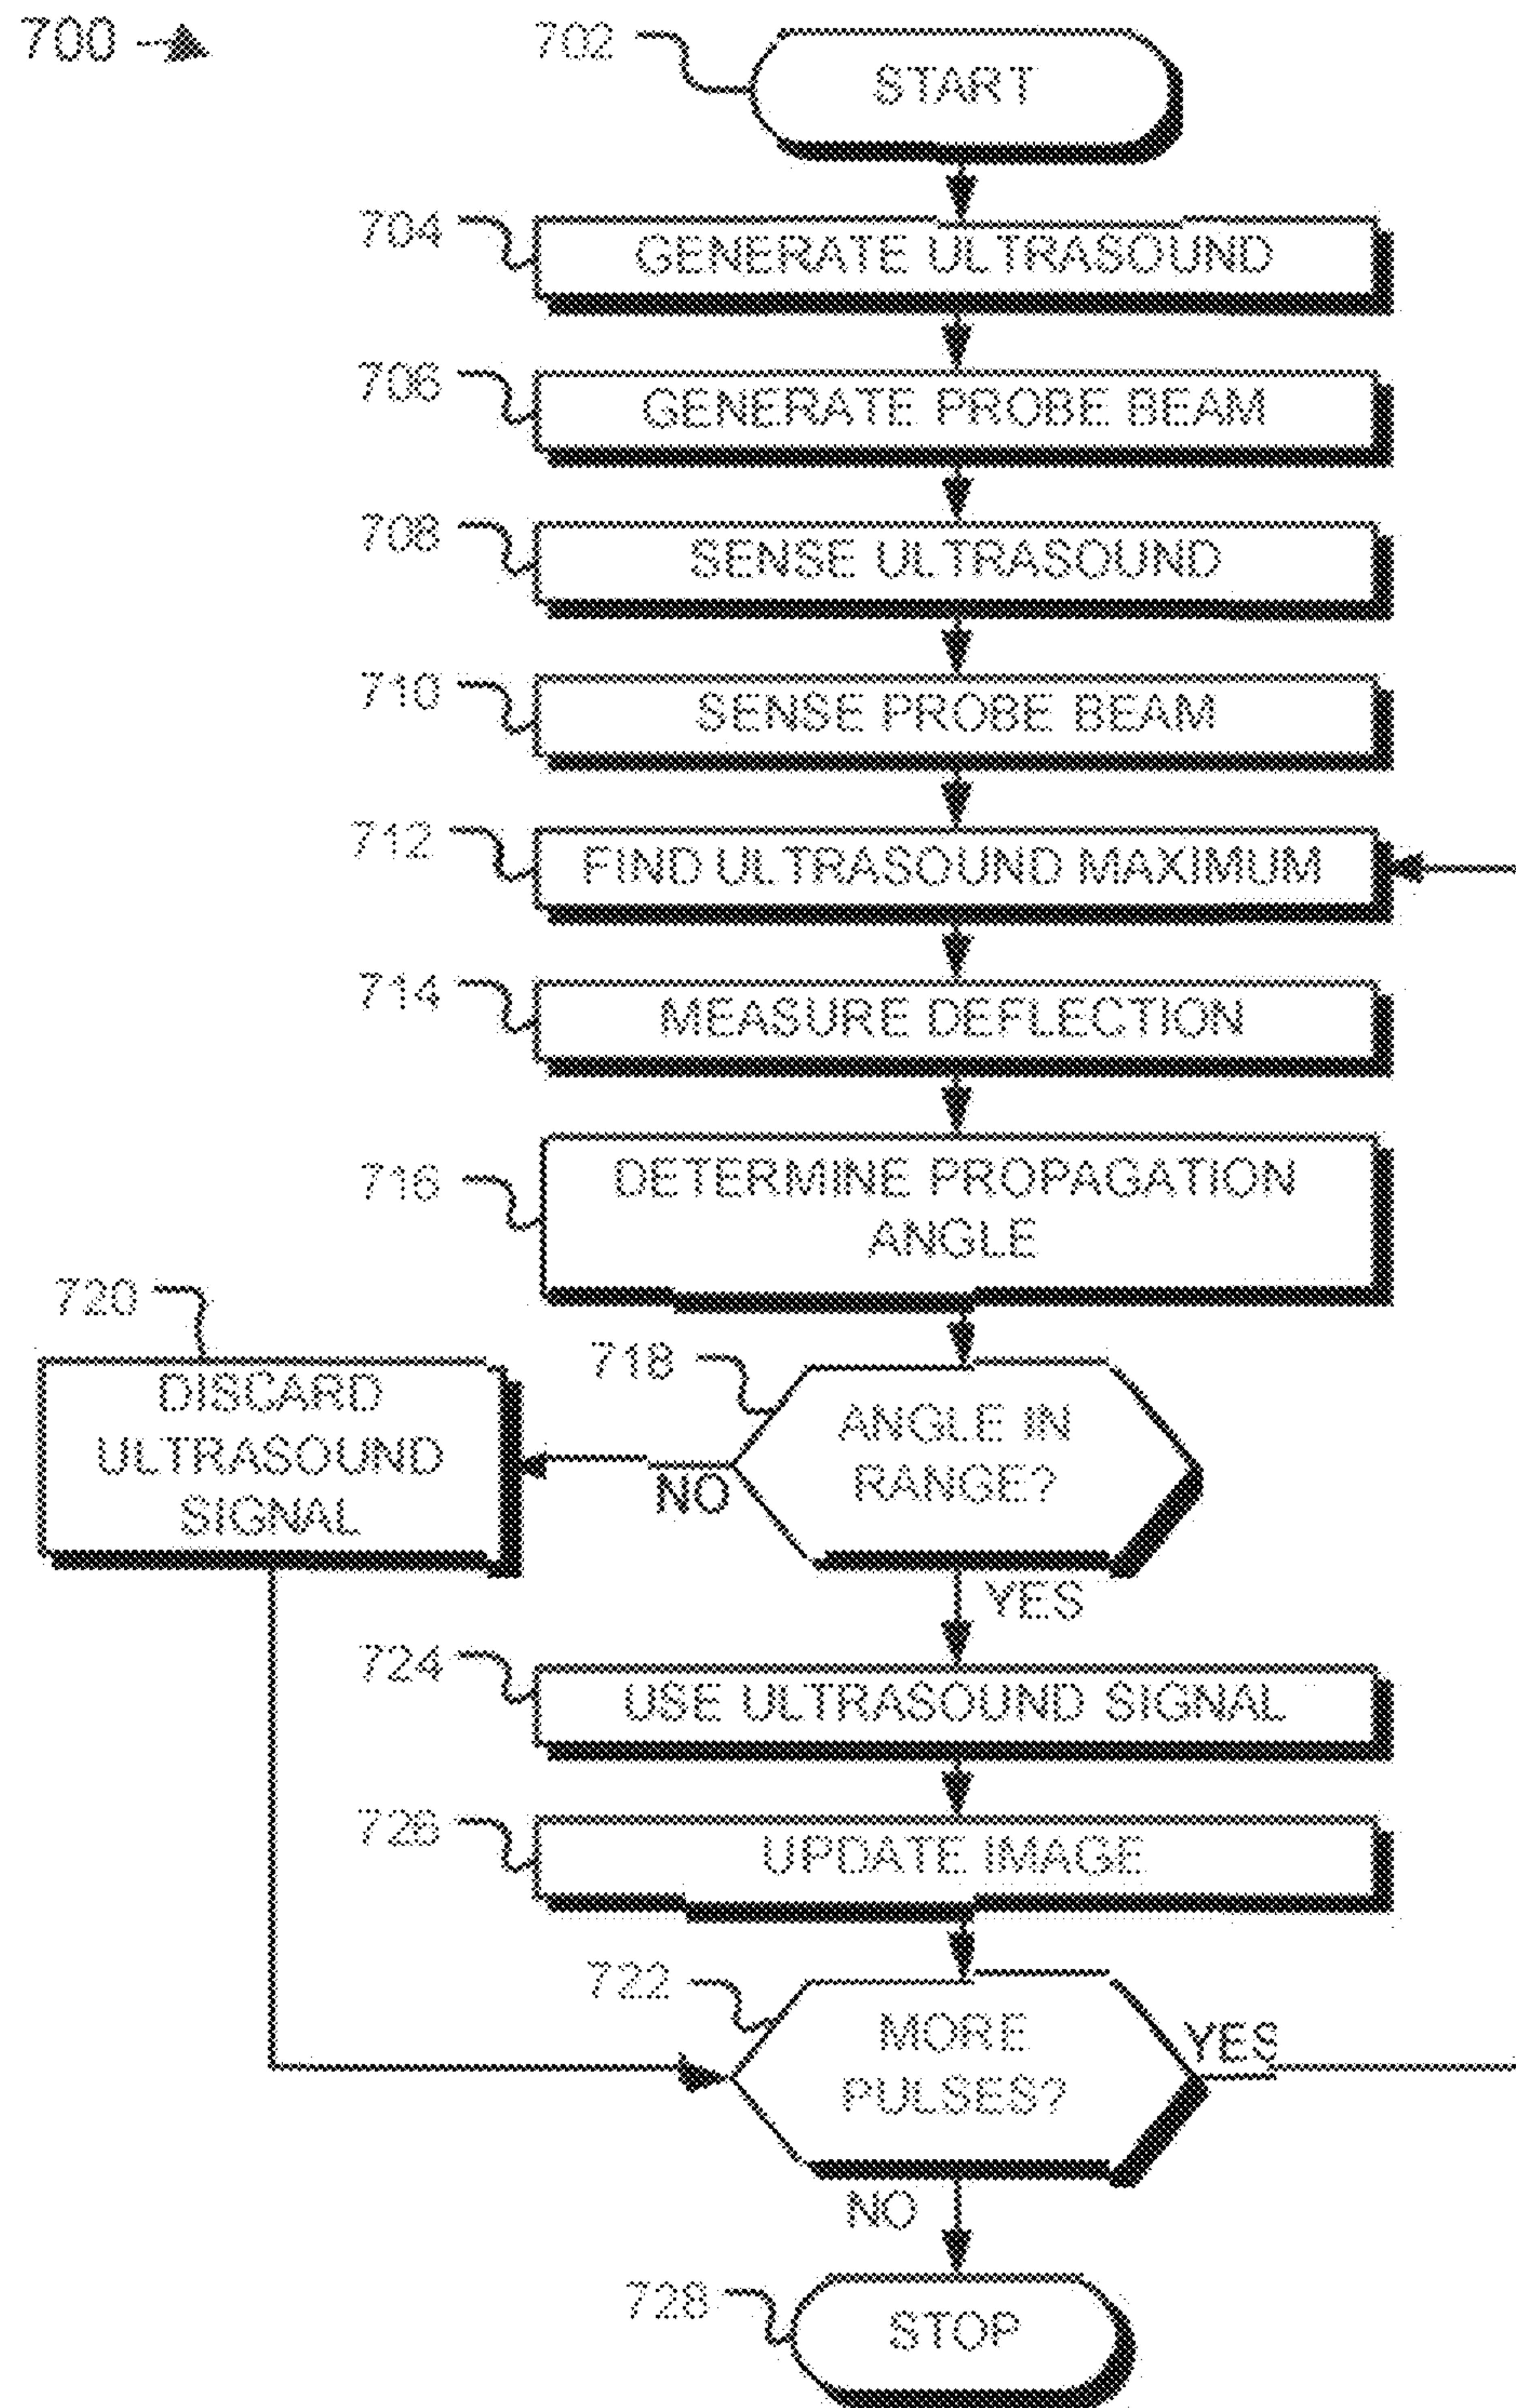 700
702
START
704
GENERATE ULTRASOUND
706
GENERATE PROBE BEAM
708
SENSE ULTRASOUND
710
SENSE PROBE BEAM
712
FIND ULTRASOUND MAXIMUM
714
MEASURE DEFLECTION
716
DETERMINE PROPAGATION
ANGLE
718
ANGLE IN
RANGE?
NO
720
DISCARD
ULTRASOUND
SIGNAL
YES
724
USE ULTRASOUND SIGNAL
726
UPDATE IMAGE
722
MORE
PULSES?
YES
NO
728
STOP